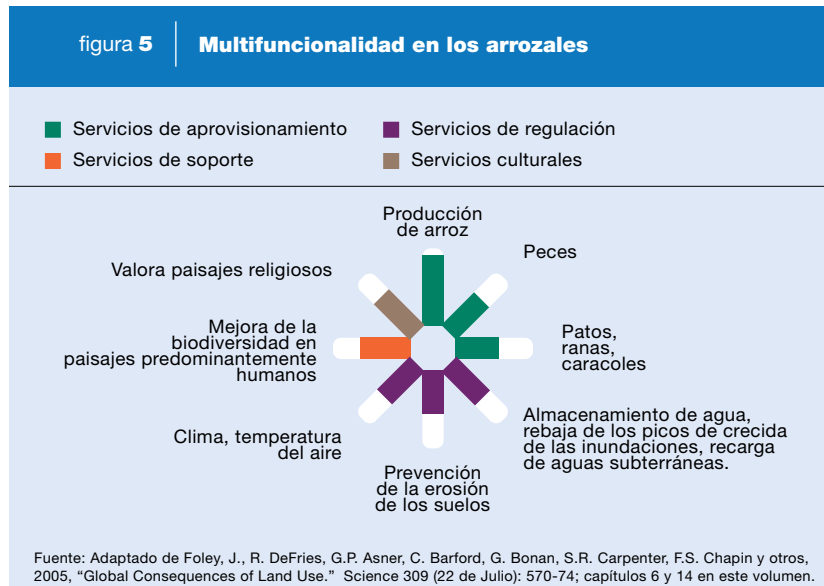 figura 5 Multifuncionalidad en los arrozales
Servicios de aprovisionamiento
Servicios de regulación
Servicios de soporte
Servicios culturales
Producción
de arroz
Peces
Valora paisajes religiosos
Patos,
ranas,
caracoles
Mejora de la
biodiversidad en
paisajes predominantemente
humanos
Almacenamiento de agua,
rebaja de los picos de crecida
de las inundaciones, recarga
de aguas subterráneas.
Clima, temperatura
del aire
Prevención
de la erosión
de los suelos
Fuente: Adaptado de Foley, J., R. DeFries, G.P. Asner, C. Barford, G. Bonan, S.R. Carpenter, F.S. Chapin y otros,
2005, “Global Consequences of Land Use.” Science 309 (22 de Julio): 570-74; capítulos 6 y 14 en este volumen.